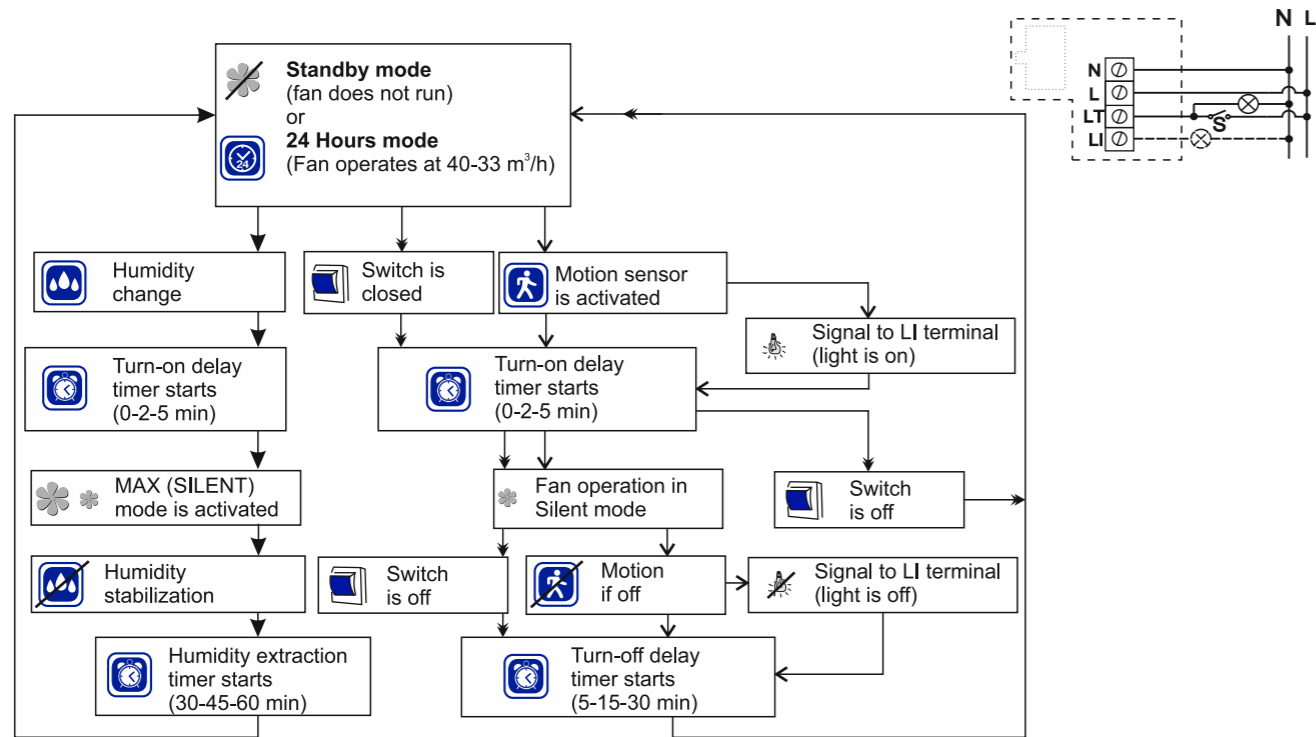 Standby mode
(fan does not run)
or
24 Hours mode
(Fan operates at 40-33 m³/h)
24
N L
N
L
LT
S
LI
Humidity
change
Switch is
closed
Motion sensor
is activated
Signal to LI terminal
(light is on)
Turn-on delay
timer starts
(0-2-5 min)
Turn-on delay
timer starts
(0-2-5 min)
MAX (SILENT)
mode is activated
Fan operation in
Silent mode
Switch
is off
Humidity
stabilization
Switch
is off
Motion
if off
Signal to LI terminal
(light is off)
Humidity extraction
timer starts
(30-45-60 min)
Turn-off delay
timer starts
(5-15-30 min)